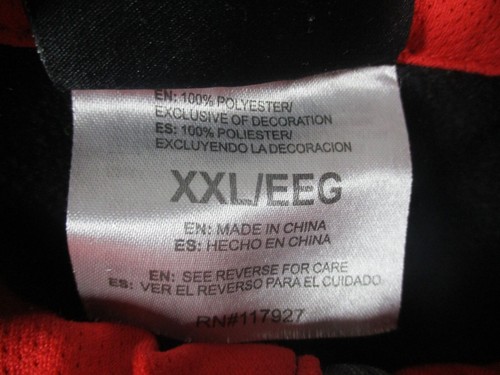 EN: 100% POLYESTER/
EXCLUSIVE OF DECORATION
ES: 100% POLIESTER/
EXCLUYENDO LA DECORACION
XXL/EEG
EN: MADE IN CHINA
ES: HECHO EN CHINA
EN: SEE REVERSE FOR CARE
ES: VER EL REVERSO PARA EL CUIDADO
RN#117927